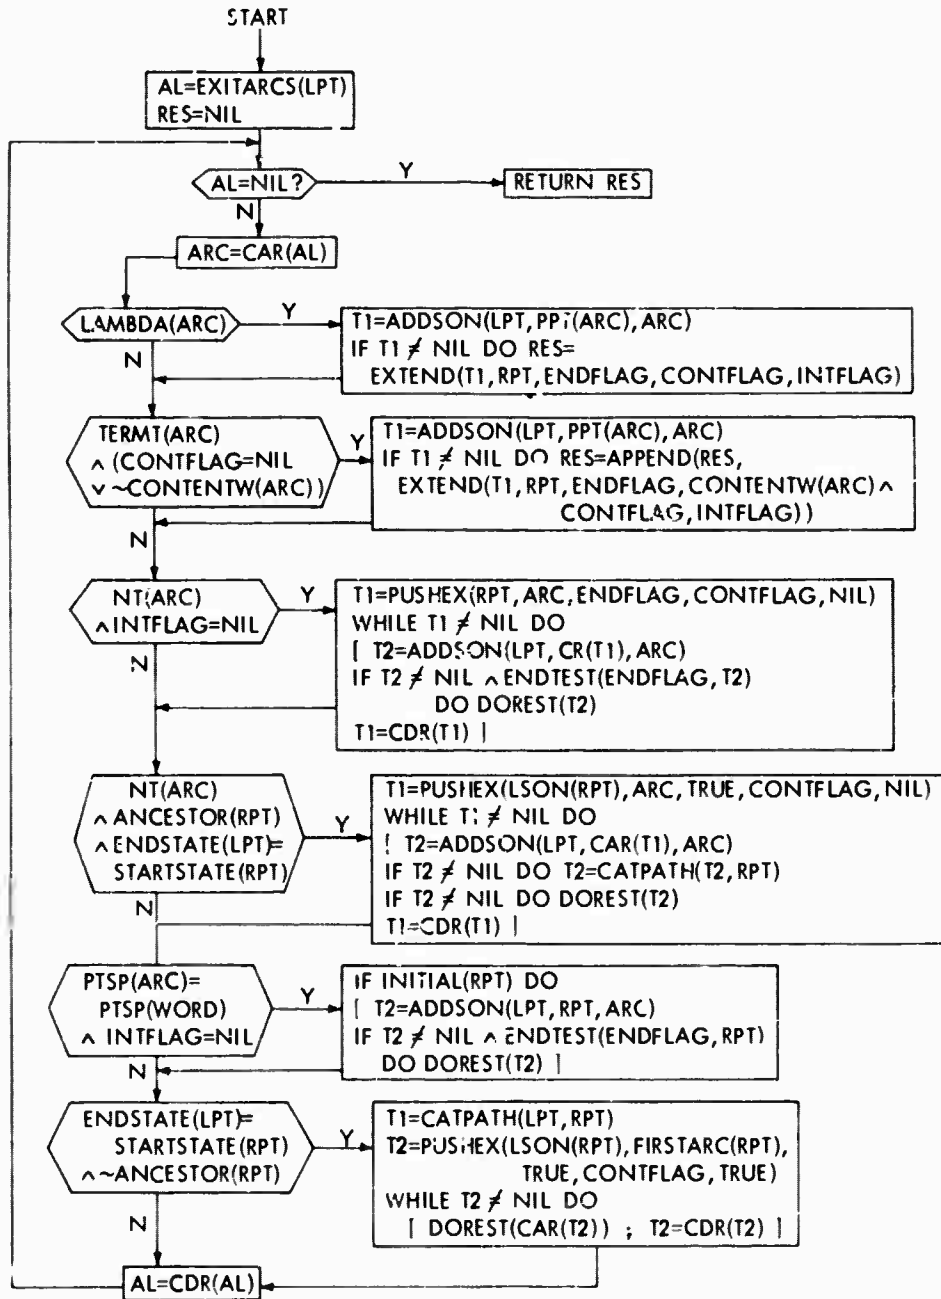 START
AL=EXITARCS(LPT)
RES=NIL
AL=NIL?
Y
RETURN RES
N
ARC=CAR(AL)
LAMBDA(ARC)
Y
N
T1=ADDSON(LPT,PPT(ARC),ARC)
IF T1 ≠ NIL DO RES=
EXTEND(T1,RPT,ENDFLAG,CONTFLAG,INTFLAG)
TERMT(ARC)
∧ (CONTFLAG=NIL
∨ ~CONTENTW(ARC))
Y
N
T1=ADDSON(LPT,PPT(ARC),ARC)
IF T1 ≠ NIL DO RES=APPEND(RES,
EXTEND(T1,RPT,ENDFLAG,CONTENTW(ARC)∧
CONTFLAG,INTFLAG))
NT(ARC)
∧INTFLAG=NIL
Y
N
T1=PUSHEX(RPT,ARC,ENDFLAG,CONTFLAG,NIL)
WHILE T1 ≠ NIL DO
[ T2=ADDSON(LPT,CR(T1),ARC)
IF T2 ≠ NIL ∧ENDTEST(ENDFLAG,T2)
DO DOREST(T2)
T1=CDR(T1) ]
NT(ARC)
∧ANCESTOR(RPT)
∧ENDSTATE(LPT)=
STARTSTATE(RPT)
Y
N
T1=PUSHEX(LSON(RPT),ARC,TRUE,CONTFLAG,NIL)
WHILE T1 ≠ NIL DO
[ T2=ADDSON(LPT,CAR(T1),ARC)
IF T2 ≠ NIL DO T2=CATPATH(T2,RPT)
IF T2 ≠ NIL DO DOREST(T2)
T1=CDR(T1) ]
PTSP(ARC)=
PTSP(WORD)
∧ INTFLAG=NIL
Y
N
IF INITIAL(RPT) DO
[ T2=ADDSON(LPT,RPT,ARC)
IF T2 ≠ NIL ∧ ENDTEST(ENDFLAG,RPT)
DO DOREST(T2) ]
ENDSTATE(LPT)=
STARTSTATE(RPT)
∧~ANCESTOR(RPT)
Y
N
T1=CATPATH(LPT,RPT)
T2=PUSHEX(LSON(RPT),FIRSTARC(RPT),
TRUE,CONTFLAG,TRUE)
WHILE T2 ≠ NIL DO
[ DOREST(CAR(T2)) ; T2=CDR(T2) ]
AL=CDR(AL)